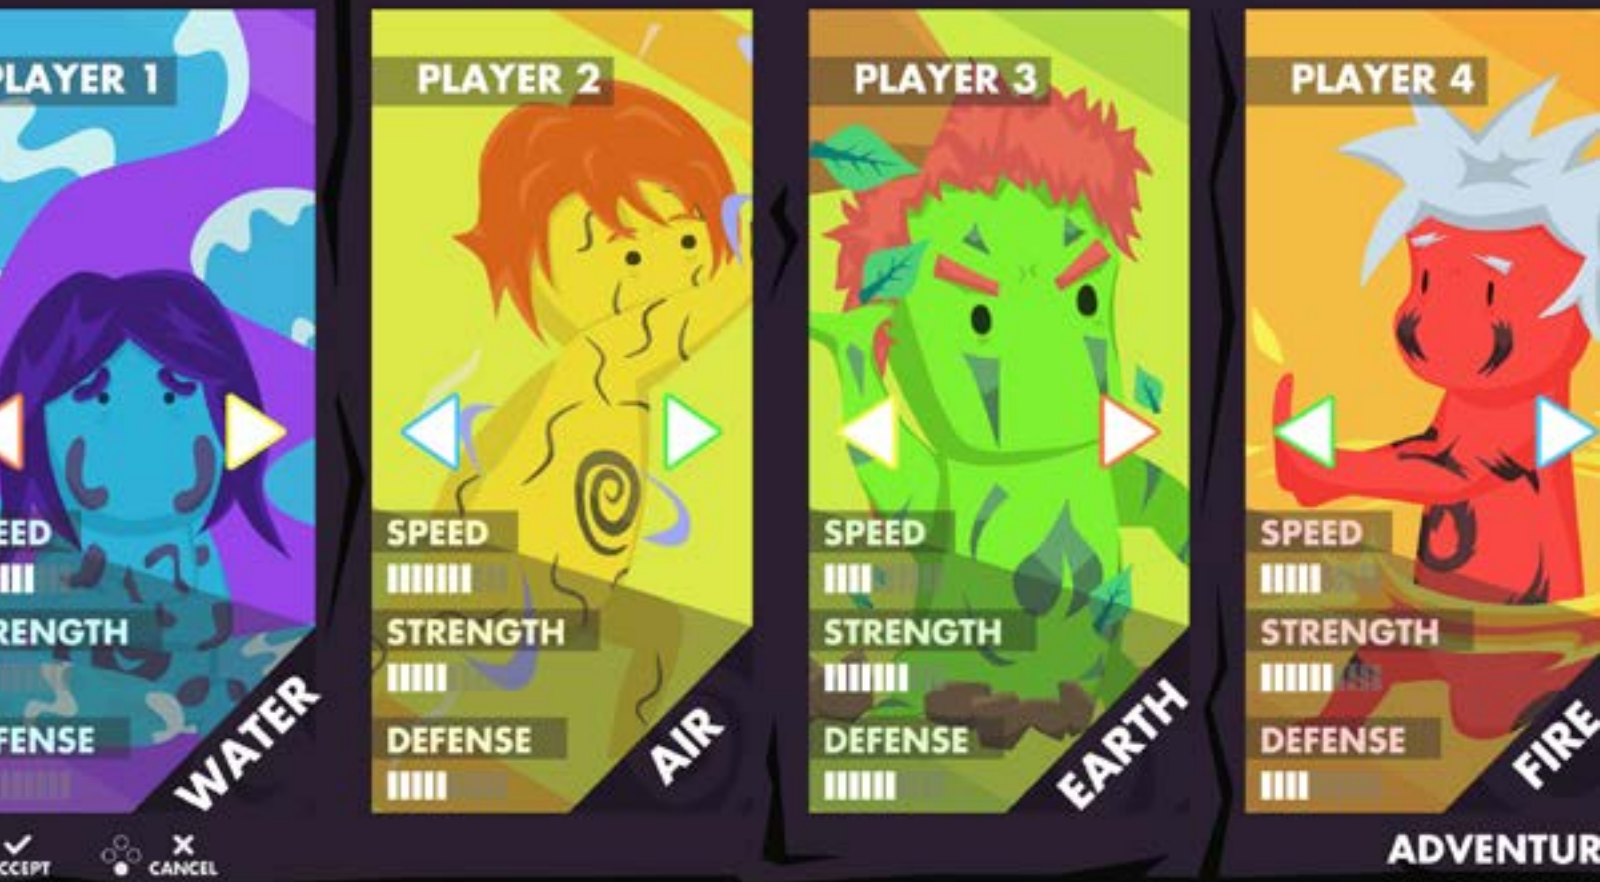 PLAYER 1
EED
RENGTH
FENSE
WATER
PLAYER 2
SPEED
STRENGTH
DEFENSE
AIR
PLAYER 3
SPEED
STRENGTH
DEFENSE
EARTH
PLAYER 4
SPEED
STRENGTH
DEFENSE
FIRE
CCEPT
CANCEL
ADVENTUR